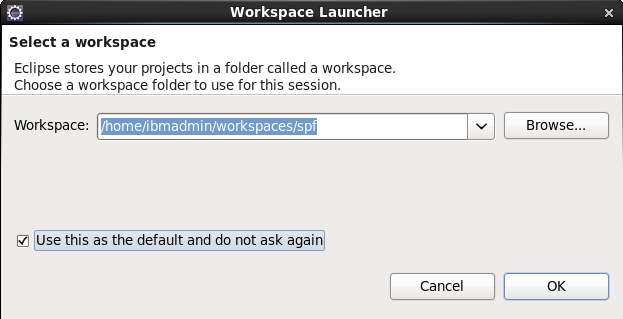 Workspace Launcher
Select a workspace
Eclipse stores your projects in a folder called a workspace.
Choose a workspace folder to use for this session.
Workspace: /home/ibmadmin/workspaces/spf Browse...
Use this as the default and do not ask again
Cancel OK